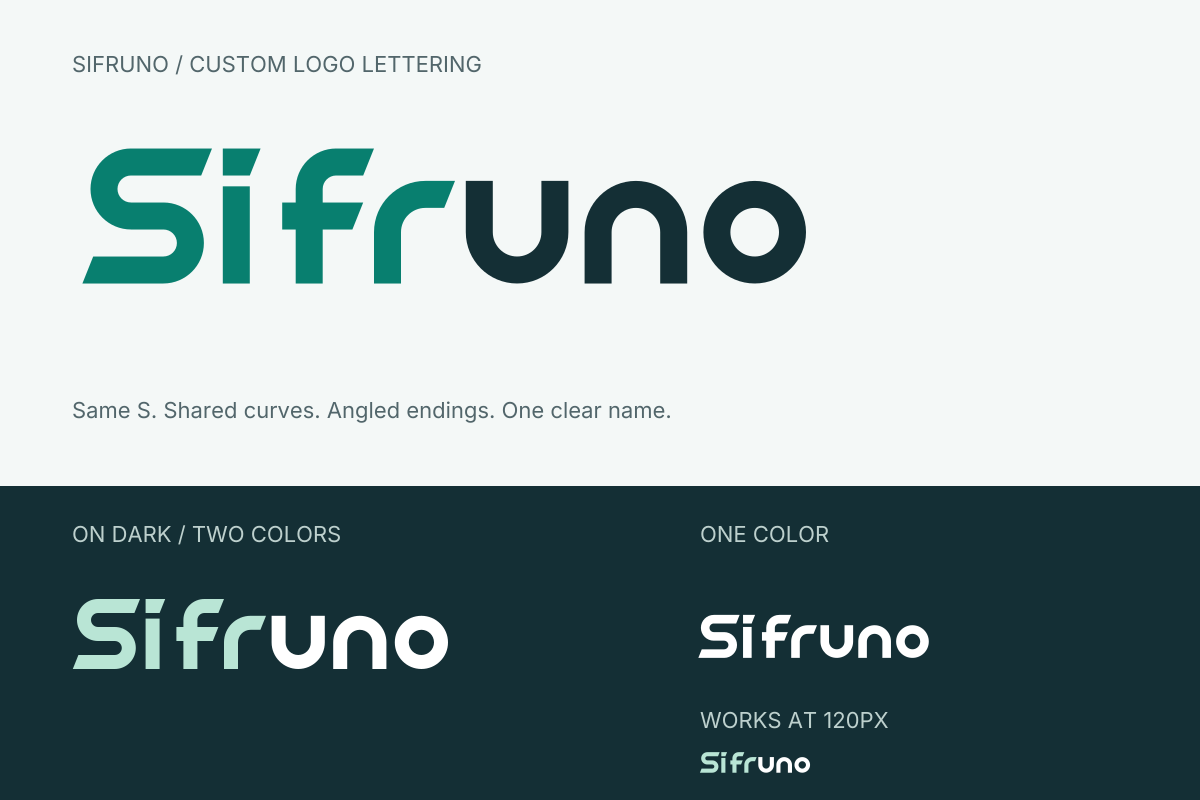 SIFRUNO / CUSTOM LOGO LETTERING
Sifruno
Same S. Shared curves. Angled endings. One clear name.
ON DARK / TWO COLORS
Sifruno
ONE COLOR
Sifruno
WORKS AT 120PX
Sifruno